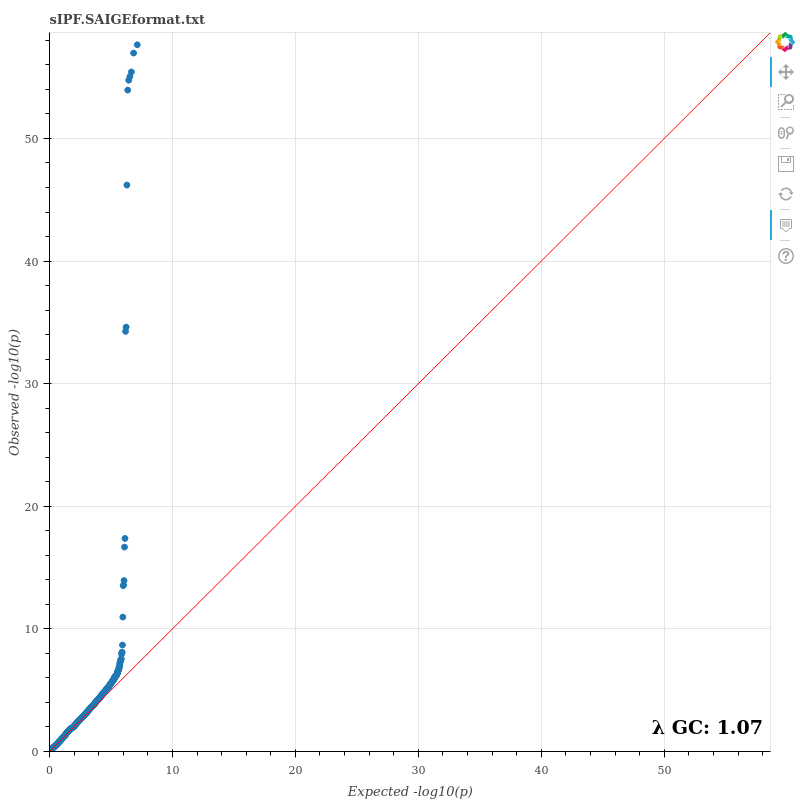 sIPF.SAIGEformat.txt
50
40
30
20
10
0
Observed -log10(p)
λ GC: 1.07
0 10 20 30 40 50
Expected -log10(p)